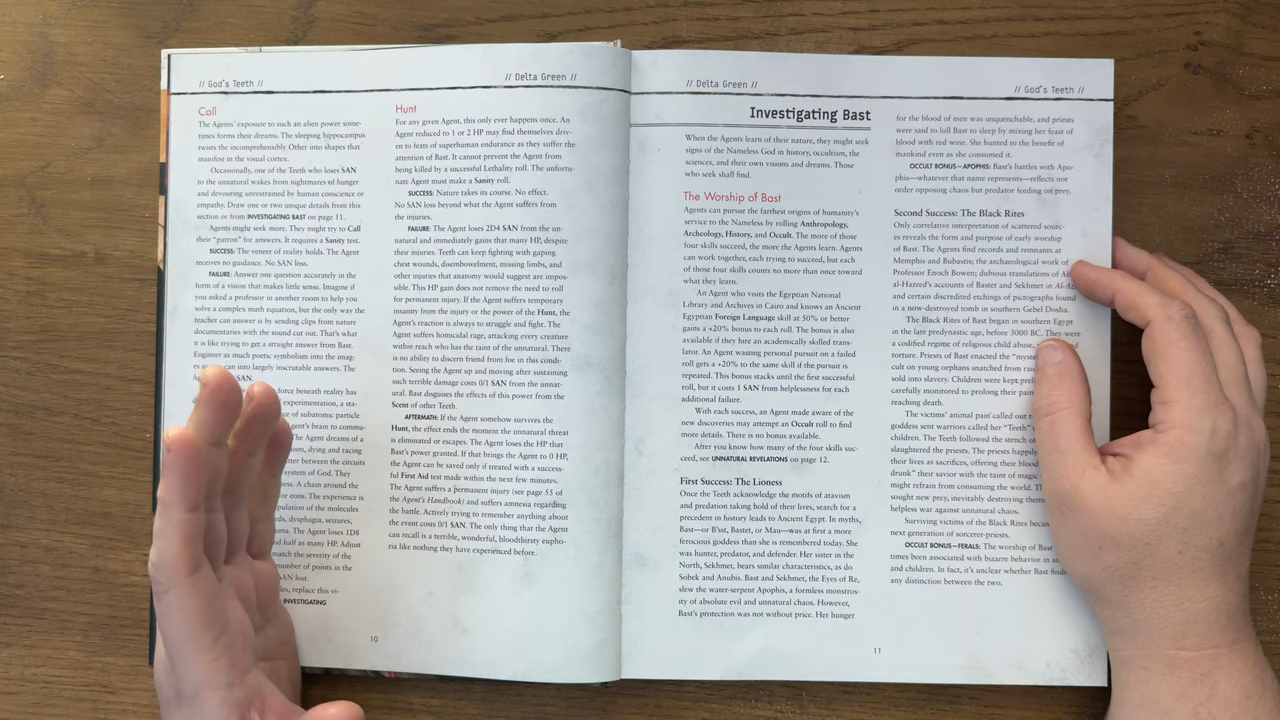 // God's Teeth //
// Delta Green //
Call
The Agents' exposure to such an alien power some-
times forms their dreams. The sleeping hippocampus
twists the incomprehensibly Other into shapes that
manifest in the visual cortex.
Occasionally, one of the Teeth who loses SAN
to the unnatural wakes from nightmares of hunger
and devouring unrestrained by human conscience or
empathy. Draw one or two unique details from this
section or from INVESTIGATING BAST on page 11.
Agents might seek more. They might try to Call
their "patron" for answers. It requires a Sanity test.
SUCCESS: The veneer of reality holds. The Agent
receives no guidance. No SAN loss.
FAILURE: Answer one question accurately in the
form of a vision that makes little sense. Imagine if
you asked a professor in another room to help you
solve a complex math equation, but the only way the
teacher can answer is by sending clips from nature
documentaries with the sound cut out. That's what
it is like trying to get a straight answer from Bast.
Engineer as much poetic symbolism into the imag-
can into largely inscrutable answers. The
SAN.
force beneath reality has
experimentation, a sta-
of subatomic particle
brain to commu-
The Agent dreams of
dying and racing
between the circuits
system of God. They
A chain around the
eons. The experience is
of the molecules
dysphagia, seizures,
The Agent loses 1D8
half as many HP. Adjust
match the severity of the
number of points in the
SAN lost.
replace this vi-
INVESTIGATING
Hunt
For any given Agent, this only ever happens once. An
Agent reduced to 1 or 2 HP may find themselves driv-
en to feats of superhuman endurance as they suffer the
attention of Bast. It cannot prevent the Agent from
being killed by a successful Lethality roll. The unfortu-
nate Agent must make a Sanity roll.
SUCCESS: Nature takes its course. No effect.
No SAN loss beyond what the Agent suffers from
the injuries.
FAILURE: The Agent loses 2D4 SAN from the un-
natural and immediately gains that many HP, despite
their injuries. Teeth can keep fighting with gaping
chest wounds, disembowelment, missing limbs, and
other injuries that anatomy would suggest are impos-
sible. This HP gain does not remove the need to roll
for permanent injury. If the Agent suffers temporary
insanity from the injury or the power of the Hunt, the
Agent's reaction is always to struggle and fight. The
Agent suffers homicidal rage, attacking every creature
within reach who has the taint of the unnatural. There
is no ability to discern friend from foe in this condi-
tion. Seeing the Agent up and moving after sustaining
such terrible damage costs 0/1 SAN from the unnat-
ural. Bast disguises the effects of this power from the
Scent of other Teeth.
AFTERMATH: If the Agent somehow survives the
Hunt, the effect ends the moment the unnatural threat
is eliminated or escapes. The Agent loses the HP that
Bast's power granted. If that brings the Agent to 0 HP,
the Agent can be saved only if treated with a success-
ful First Aid test made within the next few minutes.
The Agent suffers a permanent injury (see page 55 of
the Agent's Handbook) and suffers amnesia regarding
the battle. Actively trying to remember anything about
the event costs 0/1 SAN. The only thing that the Agent
can recall is a terrible, wonderful, bloodthirsty eupho-
ria like nothing they have experienced before.
10
// Delta Green //
// God's Teeth //
Investigating Bast
When the Agents learn of their nature, they might seek
signs of the Nameless God in history, occultism, the
sciences, and their own visions and dreams. Those
who seek shall find.
The Worship of Bast
Agents can pursue the farthest origins of humanity's
service to the Nameless by rolling Anthropology,
Archeology, History, and Occult. The more of those
four skills succeed, the more the Agents learn. Agents
can work together, each trying to succeed, but each
of those four skills counts no more than once toward
what they learn.
An Agent who visits the Egyptian National
Library and Archives in Cairo and knows an Ancient
Egyptian Foreign Language skill at 50% or better
gains a +20% bonus to each roll. The bonus is also
available if they hire an academically skilled trans-
lator. An Agent wasting personal pursuit on a failed
roll gets a +20% to the same skill if the pursuit is
repeated. This bonus stacks until the first successful
roll, but it costs 1 SAN from helplessness for each
additional failure.
With each success, an Agent made aware of the
new discoveries may attempt an Occult roll to find
more details. There is no bonus available.
After you know how many of the four skills suc-
ceed, see UNNATURAL REVELATIONS on page 12.
First Success: The Lioness
Once the Teeth acknowledge the motifs of atavism
and predation taking hold of their lives, search for a
precedent in history leads to Ancient Egypt. In myths,
Bast—or B'sst, Bastet, or Mau—was at first a more
ferocious goddess than she is remembered today. She
was hunter, predator, and defender. Her sister in the
North, Sekhmet, bears similar characteristics, as do
Sobek and Anubis. Bast and Sekhmet, the Eyes of Re,
slew the water-serpent Apophis, a formless monstros-
ity of absolute evil and unnatural chaos. However,
Bast's protection was not without price. Her hunger
for the blood of men was unquenchable, and priests
were said to lull Bast to sleep by mixing her feast of
blood with red wine. She hunted to the benefit of
mankind even as she consumed it.
OCCULT BONUS—APOPHIS: Bast's battles with Apo-
phis—whatever that name represents—reflects not
order opposing chaos but predator feeding on prey.
Second Success: The Black Rites
Only correlative interpretation of scattered sourc-
es reveals the form and purpose of early worship
of Bast. The Agents find records and remnants at
Memphis and Bubastis; the archaeological work of
Professor Enoch Bowen; dubious translations of
al-Hazred's accounts of Bastet and Sekhmet in
and certain discredited etchings of pictographs found
in a now-destroyed tomb in southern Gebel Dosha.
The Black Rites of Bast began in southern Egypt
in the late predynastic age, before 3000 BC. They were
a codified regime of religious child abuse,
torture. Priests of Bast enacted the
cult on young orphans snatched from
sold into slavery. Children were kept
carefully monitored to prolong their pain
reaching death.
The victims' animal pain called out
goddess sent warriors called her "Teeth"
children. The Teeth followed the stench of
slaughtered the priests. The priests happily
their lives as sacrifices, offering their blood
drunk" their savior with the taint of magic
might refrain from consuming the world.
sought new prey, inevitably destroying
helpless war against unnatural chaos.
Surviving victims of the Black Rites
next generation of sorcerer-priests.
OCCULT BONUS—FERALS: The worship of Bast
times been associated with bizarre behavior in
and children. In fact, it's unclear whether Bast
any distinction between the two.
11